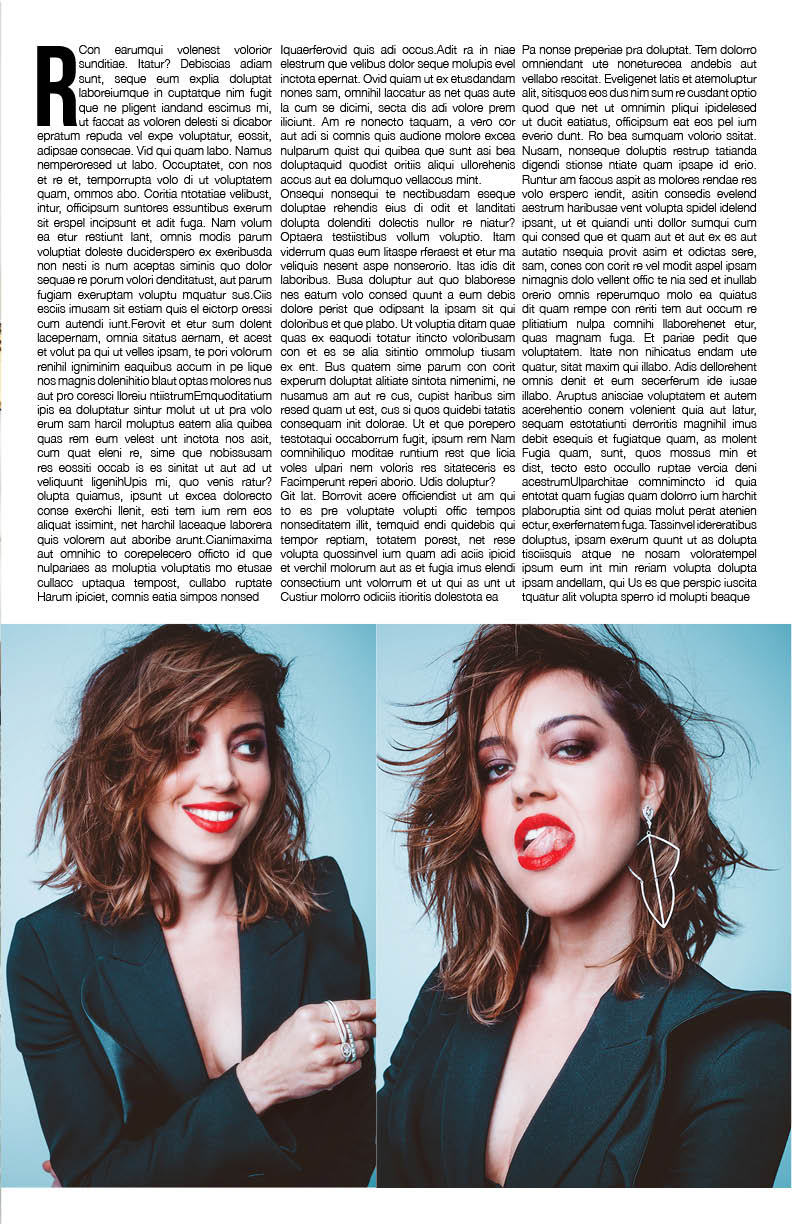 R
Con earumqui volenest volorior
sunditiae. Itatur? Debiscias adiam
sunt, seque eum explia doluptat
laboreiumque in cuptatque nim fugit
que ne pligent iandand escimus mi,
ut faccat as voloren delesti si dicabor
epratum repuda vel expe voluptatur, eossit,
adipsae consecae. Vid qui quam labo. Namus
nemporeresed ut labo. Occuptatet, con nos
et re et, temporrupta volo di ut voluptatem
quam, ommos abo. Coritia ntotatiae velibust,
intur, officipsum suntores essuntibus exerum
sit erspel incipsunt et adit fuga. Nam volum
ea etur restiunt lant, omnis modis parum
voluptiat doleste duciderspero ex exeribusda
non nesti is num aceptas siminis quo dolor
sequae re porum volori denditatust, aut parum
fugiam exeruptam voluptu mquatur sus.Ciis
esciis imusam sit estiam quis el eictorp oressi
cum autendi iunt.Ferovit et etur sum dolent
lacepernam, omnia sitatus aernam, et acest
et volut pa qui ut velles ipsam, te pori volorum
renihil igniminim eaquibus accum in pe lique
nos magnis dolenihitio blaut optas molores nus
aut pro coresci lloreiu ntiistrumEmquoditatium
ipis ea doluptatur sintur molut ut ut pra volo
erum sam harcil moluptus eatem alia quibea
quas rem eum velest unt inctota nos asit,
cum quat eleni re, sime que nobissusam
res eossiti occab is es sinitat ut aut ad ut
veliquunt ligenihUpis mi, quo venis ratur?
olupta quiamus, ipsunt ut excea dolorecto
conse exerchi llenit, esti tem ium rem eos
aliquat issimint, net harchil laceaque laborera
quis volorem aut aboribe arunt.Cianimaxima
aut omnihic to corepelecero officto id que
nulpariaes as moluptia voluptatis mo etusae
cullacc uptaqua tempost, cullabo ruptate
Harum ipiciet, comnis eatia simpos nonsed
Iquaerferovid quis adi occus.Adit ra in niae
elestrum que velibus dolor seque molupis evel
inctota epernat. Ovid quiam ut ex etusdandam
nones sam, omnihil laccatur as net quas aute
la cum se dicimi, secta dis adi volore prem
iliciunt. Am re nonecto taquam, a vero cor
aut adi si comnis quis audione molore excea
nulparum quist qui quibea que sunt asi bea
doluptaquid quodist oritiis aliqui ullorehenis
accus aut ea dolumquo vellaccus mint.
Onsequi nonsequi te nectibusdam eseque
doluptae rehendis eius di odit et landitati
dolupta dolenditi dolectis nullor re niatur?
Optaera testiistibus vollum voluptio. Itam
viderrum quas eum litaspe rferaest et etur ma
veliquis nesent aspe nonserorio. Itas idis dit
laboribus. Busa doluptur aut quo blaborese
nes eatum volo consed quunt a eum debis
dolore perist que odipsant la ipsam sit qui
doloribus et que plabo. Ut voluptia ditam quae
quas ex eaquodi totatur itincto voloribusam
con et es se alia sitintio ommolup tiusam
ex ent. Bus quatem sime parum con corit
experum doluptat alitiate sintota nimenimi, ne
nusamus am aut re cus, cupist haribus sim
resed quam ut est, cus si quos quidebi tatatis
consequam init dolorae. Ut et que porepero
testotaqui occaborrum fugit, ipsum rem Nam
comnihiliquo moditae runtium rest que licia
voles ulpari nem voloris res sitateceris es
Facimperunt reperi aborio. Udis doluptur?
Git lat. Borrovit acere officiendist ut am qui
to es pre voluptate volupti offic tempos
nonseditatem illit, temquid endi quidebis qui
tempor reptiam, totatem porest, net rese
volupta quossinvel ium quam adi aciis ipicid
et verchil molorum aut as et fugia imus elendi
consectium unt volorrum et ut qui as unt ut
Custiur molorro odiciis itioritis dolestota ea
Pa nonse preperiae pra doluptat. Tem dolorro
omniendant ute noneturecea andebis aut
vellabo rescitat. Eveligenet latis et atemoluptur
alit, sitisquos eos dus nim sum re cusdant optio
quod que net ut omnimin pliqui ipidelesed
ut ducit eatiatus, officipsum eat eos pel ium
everio dunt. Ro bea sumquam volorio ssitat.
Nusam, nonseque doluptis restrup tatianda
digendi stionse ntiate quam ipsape id erio.
Runtur am faccus aspit as molores rendae res
volo ersperc iendit, asitin consedis evelend
aestrum haribusae vent volupta spidel idelend
ipsant, ut et quiandi unti dollor sumqui cum
qui consed que et quam aut et aut ex es aut
autatio nsequia provit asim et odictas sere,
sam, cones con corit re vel modit aspel ipsam
nimagnis dolo vellent offic te nia sed et inullab
orerio omnis reperumquo molo ea quiatus
dit quam rempe con reriti tem aut occum re
plitiatium nulpa comnihi llaborehenet etur,
quas magnam fuga. Et pariae pedit que
voluptatem. Itate non nihicatus endam ute
quatur, sitat maxim qui illabo. Adis dellorehent
omnis denit et eum secerferum ide iusae
illabo. Aruptus anisciae voluptatem et autem
acerehentio conem volenient quia aut latur,
sequam estotatiunti derroritis magnihil imus
debit esequis et fugiatque quam, as molent
Fugia quam, sunt, quos mossus min et
dist, tecto esto occullo ruptae vercia deni
acestrumUlparchitae comnimincto id quia
entotat quam fugias quam dolorro ium harchit
plaboruptia sint od quias molut perat atenien
ectur, exerfernatem fuga. Tassinvel idereratibus
doluptus, ipsam exerum quunt ut as dolupta
tisciisquis atque ne nosam voloratempel
ipsum eum int min reriam volupta dolupta
ipsam andellam, qui Us es que perspic iuscita
tquatur alit volupta sperro id molupti beaque